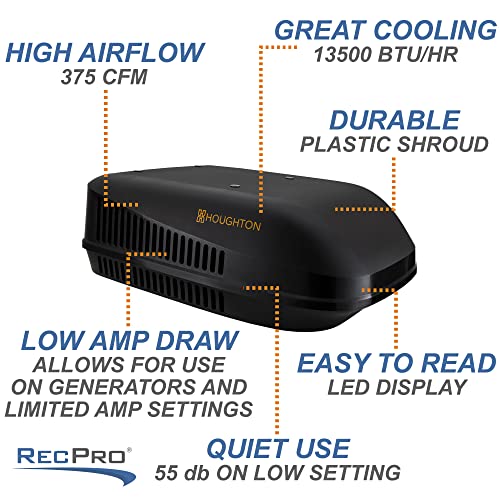 HIGH AIRFLOW
375 CFM
GREAT COOLING
13500 BTU/HR
DURABLE
PLASTIC SHROUD
HOUGHTON
LOW AMP DRAW
ALLOWS FOR USE
ON GENERATORS AND
LIMITED AMP SETTINGS
EASY TO READ
LED DISPLAY
QUIET USE
55 db ON LOW SETTING
RECPRO®